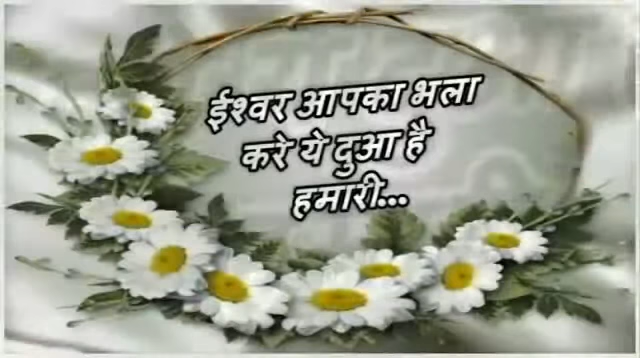 ईश्वर आपका भला
करे ये दुआ है
हमारी...